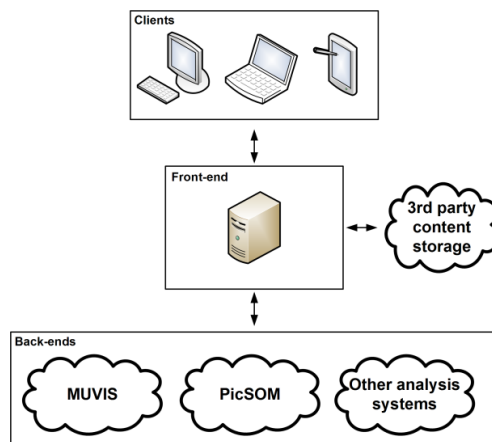 Clients
Front-end
3rd party
content
storage
Back-ends
MUVIS
PicSOM
Other analysis
systems